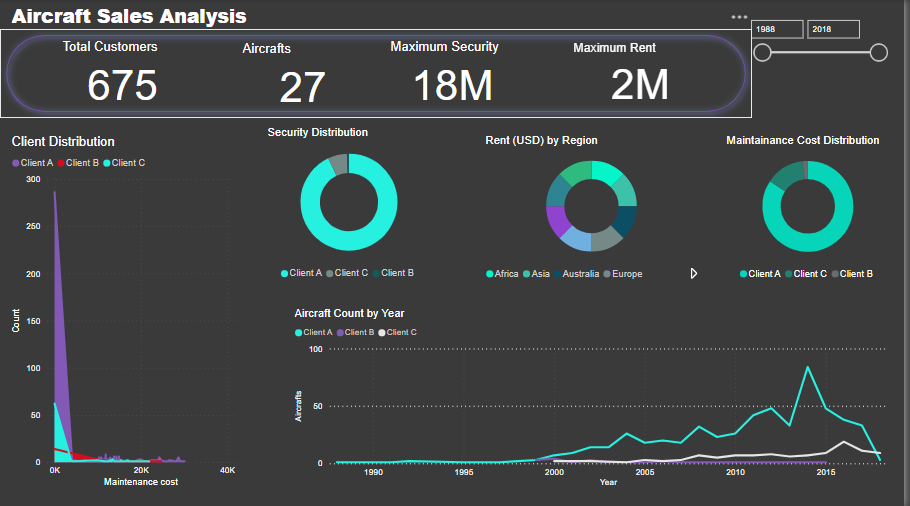 Aircraft Sales Analysis
1988 2018
Total Customers Aircrafts Maximum Security Maximum Rent
675 27 18M 2M
Client Distribution
Client A Client B Client C
300
250
200
150
100
50
0
Count
0K 20K 40K
Maintenance cost
Security Distribution
Client A Client C Client B
Rent (USD) by Region
Africa Asia Australia Europe
Maintainance Cost Distribution
Client A Client C Client B
Aircraft Count by Year
Client A Client B Client C
100
50
0
Aircrafts
1990 1995 2000 2005 2010 2015
Year